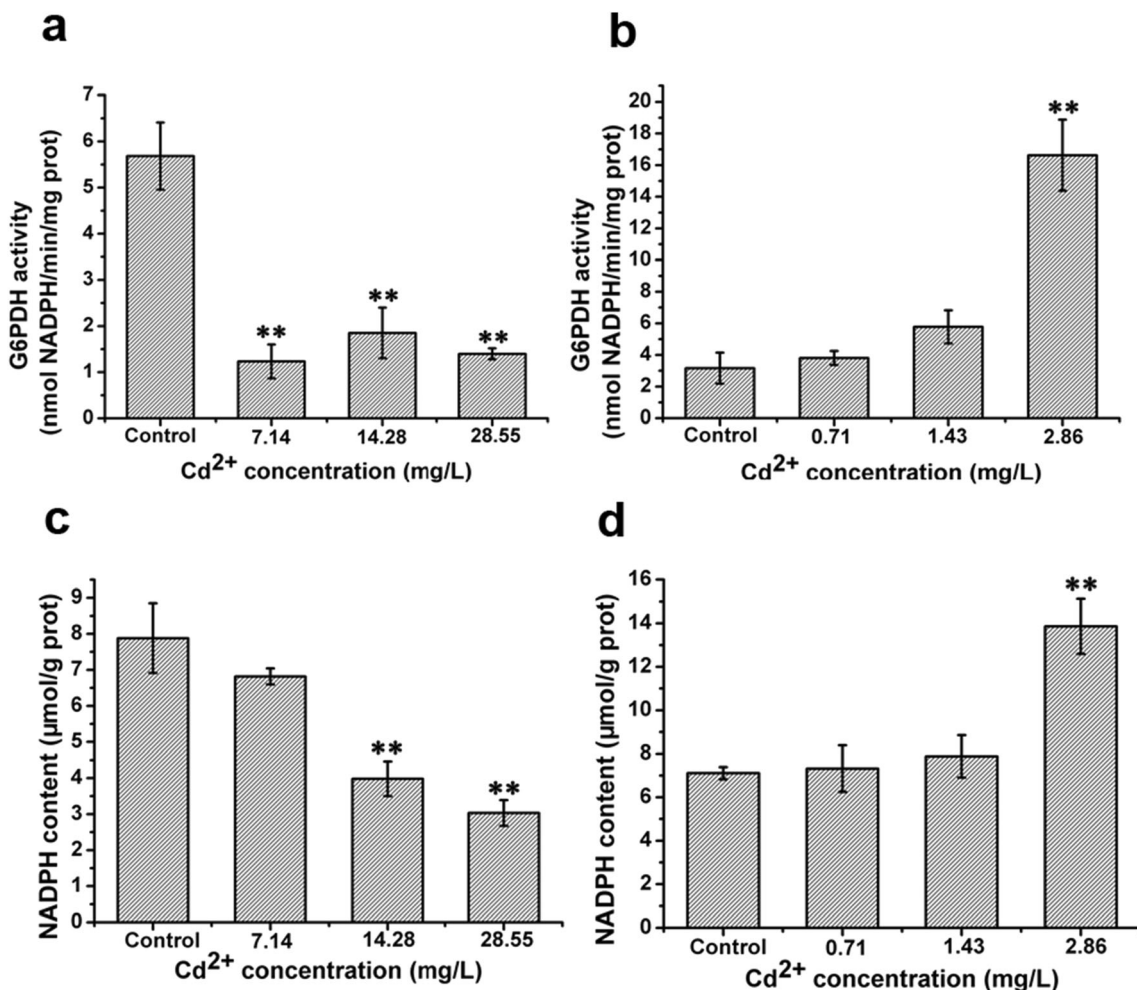 a
G6PDH activity
(nmol NADPH/min/mg prot)
7
6
5
4
3
2
1
0
**
**
**
Control 7.14 14.28 28.55
Cd2+ concentration (mg/L)
b
G6PDH activity
(nmol NADPH/min/mg prot)
20
18
16
14
12
10
8
6
4
2
0
**
Control 0.71 1.43 2.86
Cd2+ concentration (mg/L)
c
NADPH content (µmol/g prot)
9
8
7
6
5
4
3
2
1
0
**
**
Control 7.14 14.28 28.55
Cd2+ concentration (mg/L)
d
NADPH content (µmol/g prot)
16
14
12
10
8
6
4
2
0
**
Control 0.71 1.43 2.86
Cd2+ concentration (mg/L)